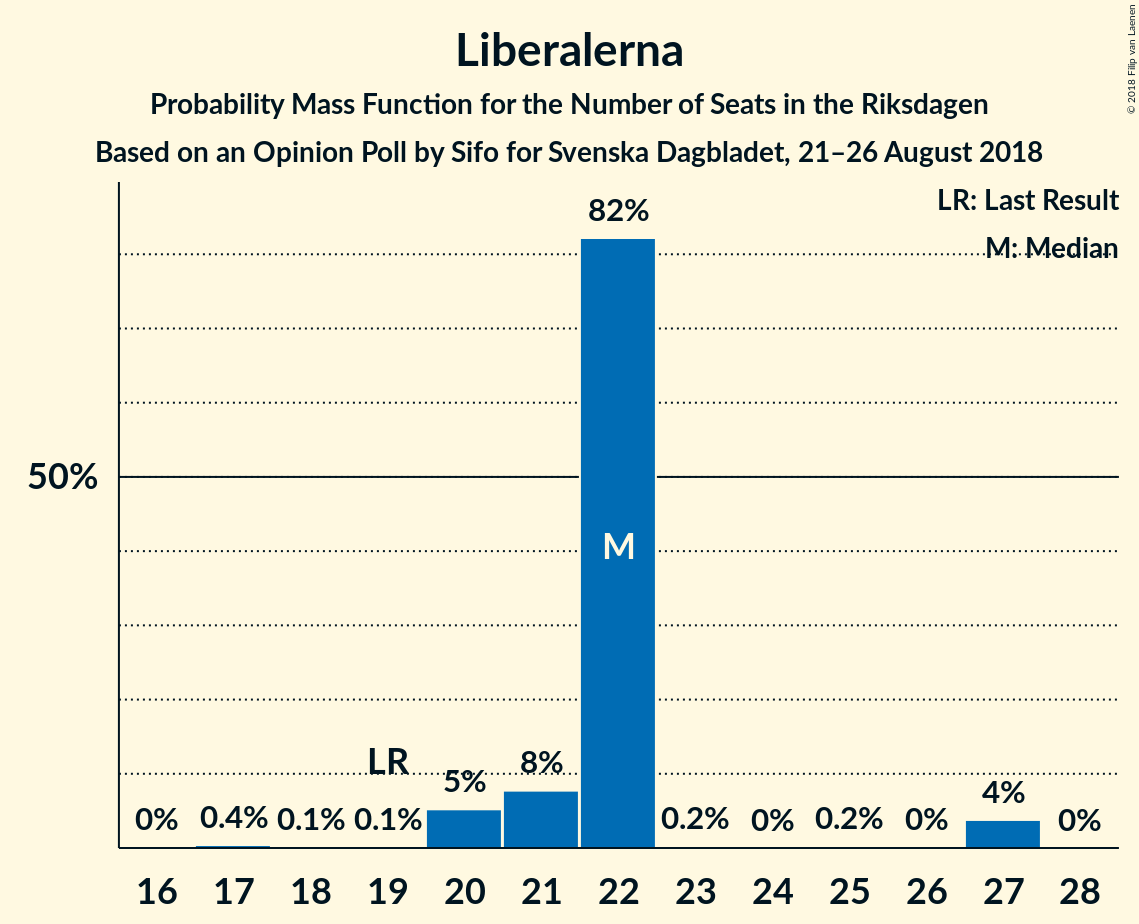 Liberalerna
Probability Mass Function for the Number of Seats in the Riksdagen
Based on an Opinion Poll by Sifo for Svenska Dagbladet, 21–26 August 2018
© 2018 Filip van Laenen
LR: Last Result
M: Median
82%
50%
M
LR
0% 0.4% 0.1% 0.1% 5% 8% 0.2% 0% 0.2% 0% 4% 0%
16 17 18 19 20 21 22 23 24 25 26 27 28